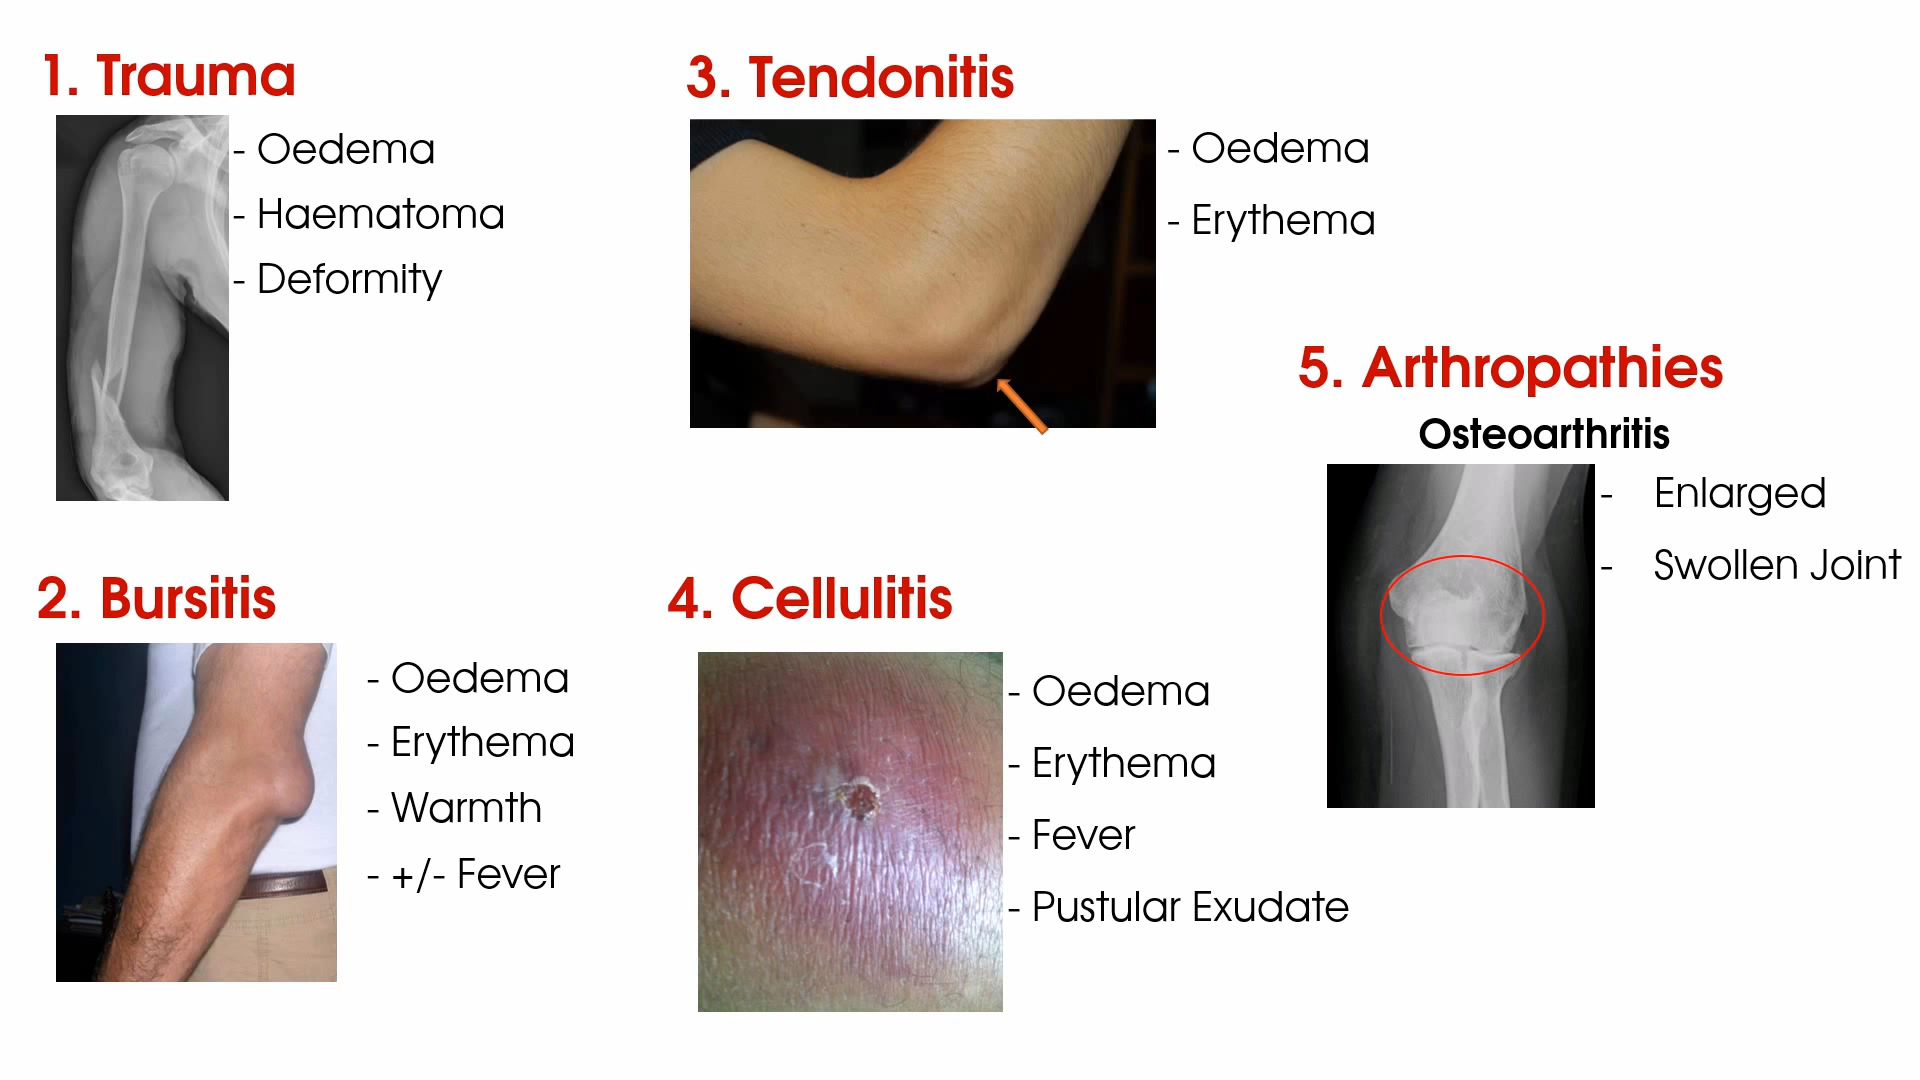 1. Trauma
- Oedema
- Haematoma
- Deformity
2. Bursitis
- Oedema
- Erythema
- Warmth
- +/- Fever
3. Tendonitis
- Oedema
- Erythema
4. Cellulitis
- Oedema
- Erythema
- Fever
- Pustular Exudate
5. Arthropathies
Osteoarthritis
- Enlarged
- Swollen Joint